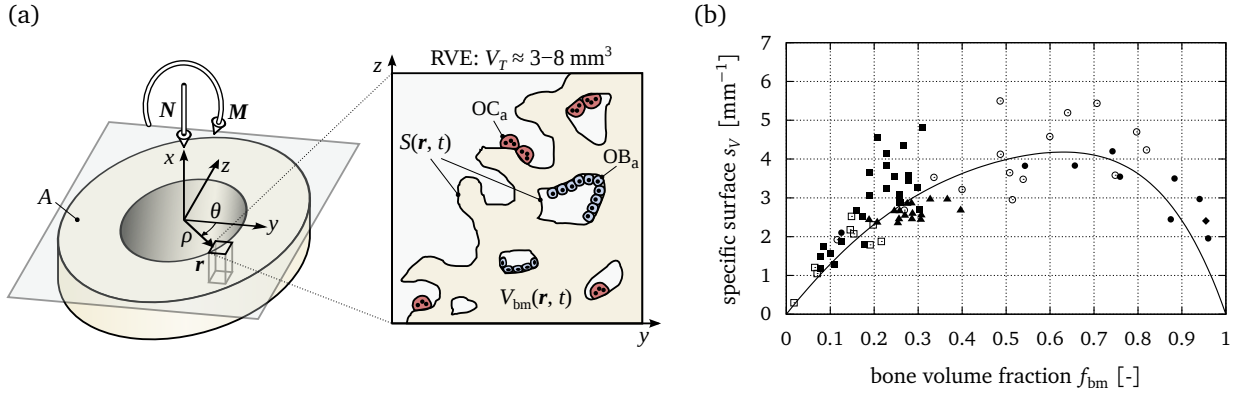 (a)
N
M
x
z
A
θ
y
ρ
r
RVE: V_T ≈ 3–8 mm³
z
OC_a
S(r, t)
OB_a
V_bm(r, t)
y
(b)
specific surface s_V [mm⁻¹]
7
6
5
4
3
2
1
0
0 0.1 0.2 0.3 0.4 0.5 0.6 0.7 0.8 0.9 1
bone volume fraction f_bm [-]